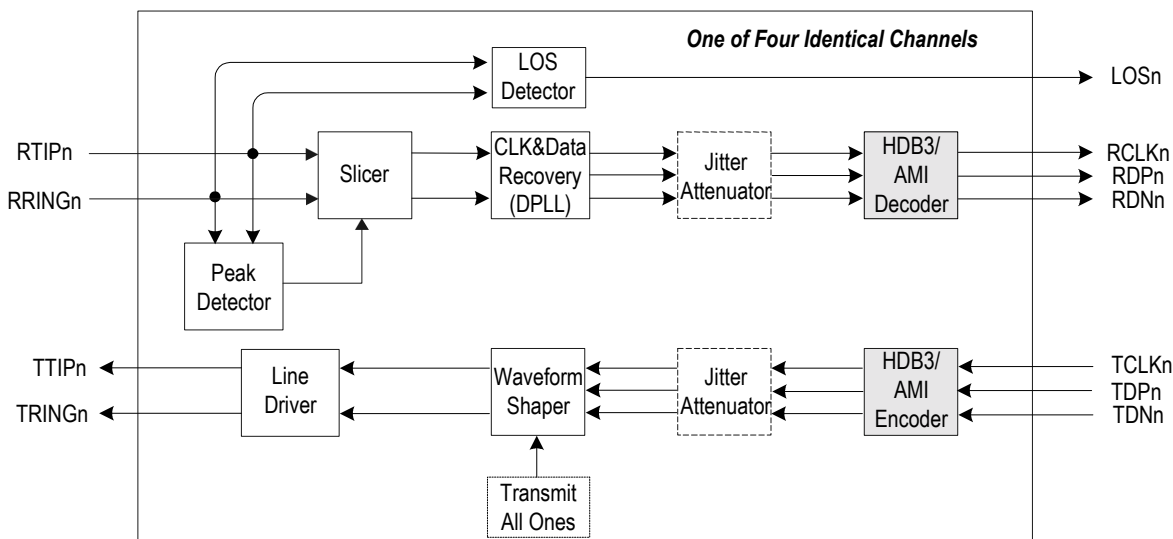 One of Four Identical Channels
LOS
Detector
LOSn
RTIPn
RRINGn
Slicer
CLK&Data
Recovery
(DPLL)
Jitter
Attenuator
HDB3/
AMI
Decoder
RCLKn
RDPn
RDNn
Peak
Detector
TTIPn
TRINGn
Line
Driver
Waveform
Shaper
Jitter
Attenuator
HDB3/
AMI
Encoder
TCLKn
TDPn
TDNn
Transmit
All Ones